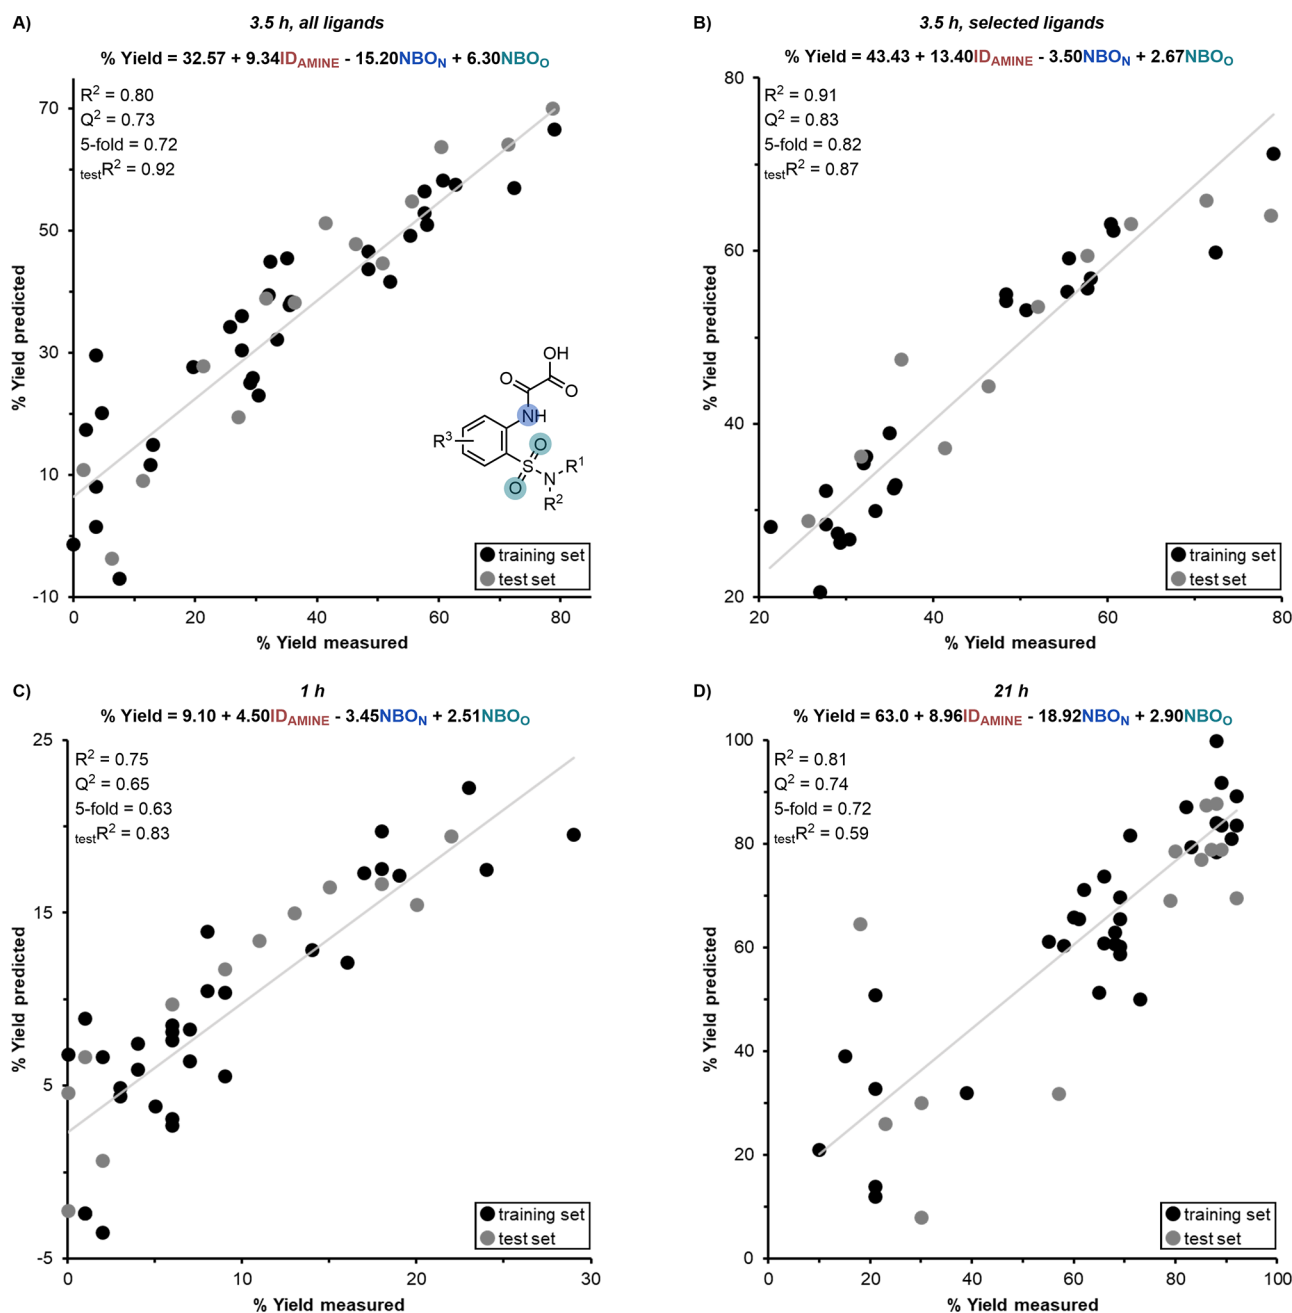 A)
3.5 h, all ligands
% Yield = 32.57 + 9.34ID_AMINE - 15.20NBO_N + 6.30NBO_O
R² = 0.80
Q² = 0.73
5-fold = 0.72
testR² = 0.92
% Yield predicted
70
50
30
10
-10
0 20 40 60 80
% Yield measured
OH
O
O
NH
R³
O
S
O
N
R¹
R²
training set
test set
B)
3.5 h, selected ligands
% Yield = 43.43 + 13.40ID_AMINE - 3.50NBO_N + 2.67NBO_O
R² = 0.91
Q² = 0.83
5-fold = 0.82
testR² = 0.87
% Yield predicted
80
60
40
20
20 40 60 80
% Yield measured
training set
test set
C)
1 h
% Yield = 9.10 + 4.50ID_AMINE - 3.45NBO_N + 2.51NBO_O
R² = 0.75
Q² = 0.65
5-fold = 0.63
testR² = 0.83
% Yield predicted
25
15
5
-5
0 10 20 30
% Yield measured
training set
test set
D)
21 h
% Yield = 63.0 + 8.96ID_AMINE - 18.92NBO_N + 2.90NBO_O
R² = 0.81
Q² = 0.74
5-fold = 0.72
testR² = 0.59
% Yield predicted
100
80
60
40
20
0
0 20 40 60 80 100
% Yield measured
training set
test set